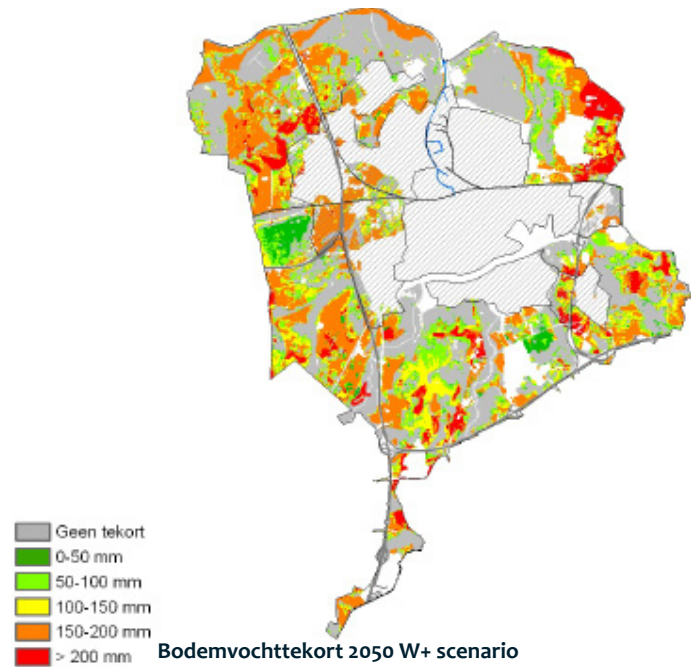 Geen tekort
0-50 mm
50-100 mm
100-150 mm
150-200 mm
> 200 mm
Bodemvochttekort 2050 W+ scenario